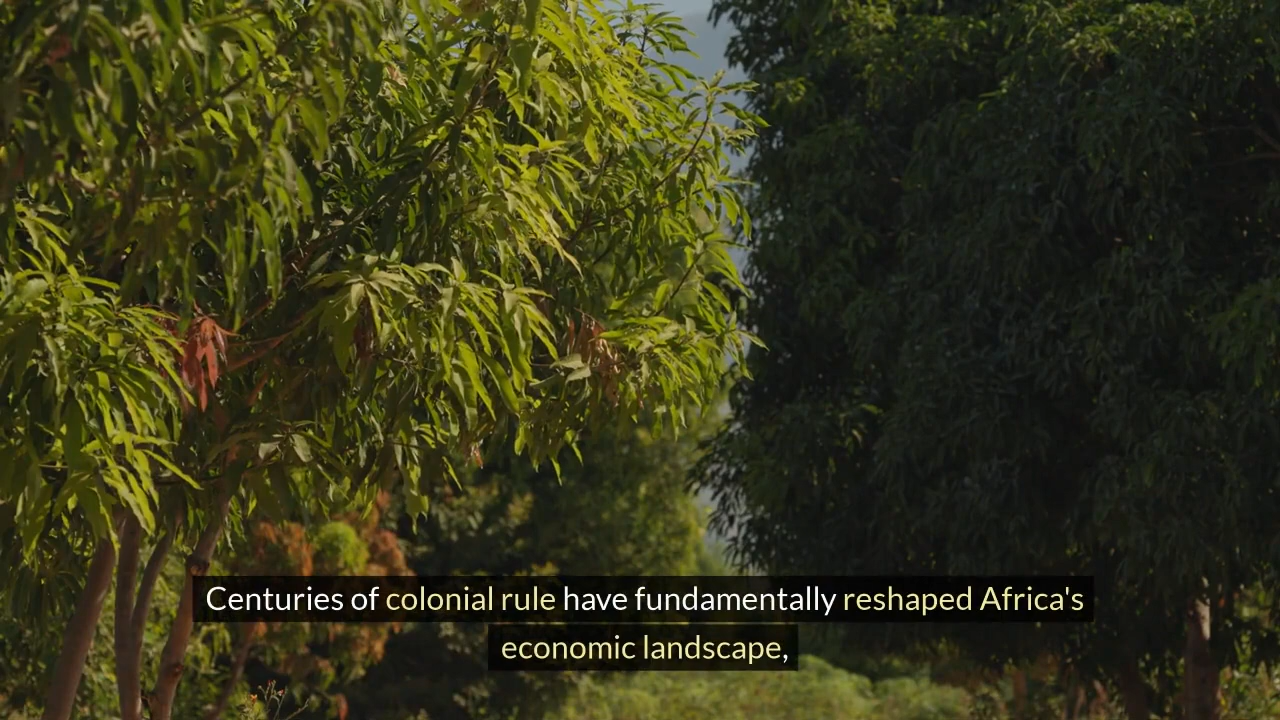 Centuries of colonial rule have fundamentally reshaped Africa's
economic landscape,